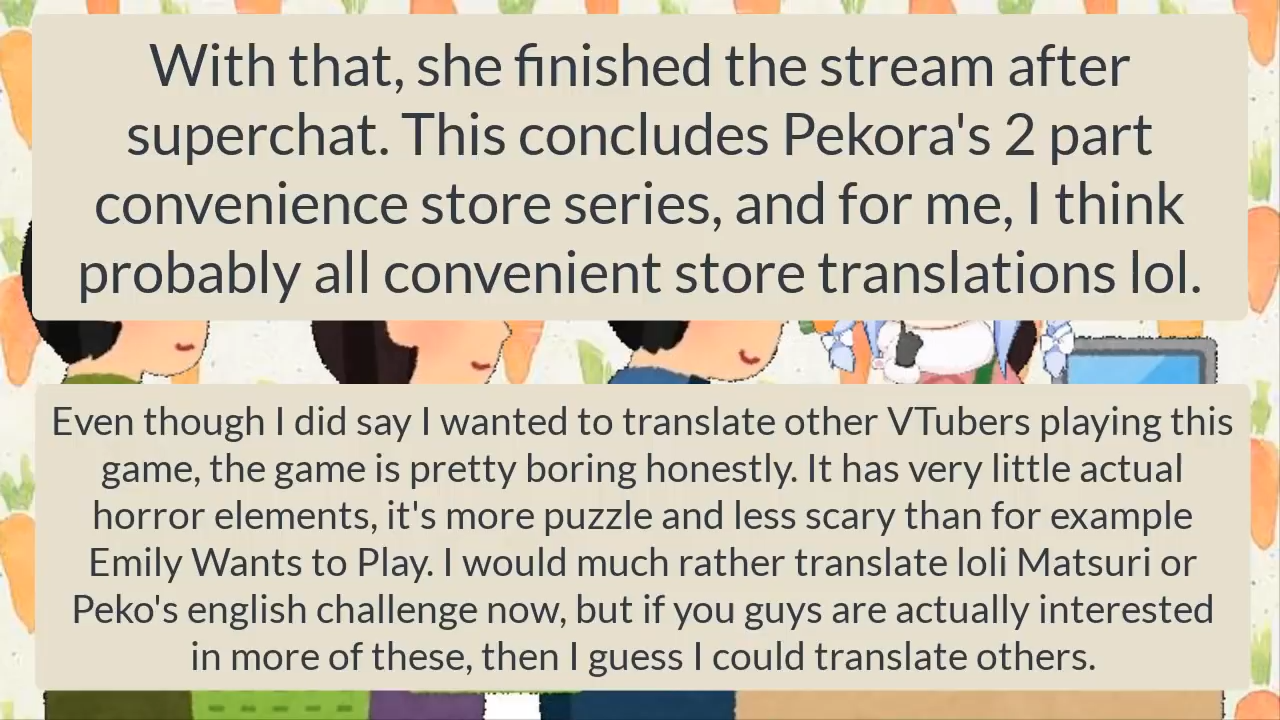 With that, she finished the stream after
superchat. This concludes Pekora's 2 part
convenience store series, and for me, I think
probably all convenient store translations lol.
Even though I did say I wanted to translate other VTubers playing this
game, the game is pretty boring honestly. It has very little actual
horror elements, it's more puzzle and less scary than for example
Emily Wants to Play. I would much rather translate loli Matsuri or
Peko's english challenge now, but if you guys are actually interested
in more of these, then I guess I could translate others.